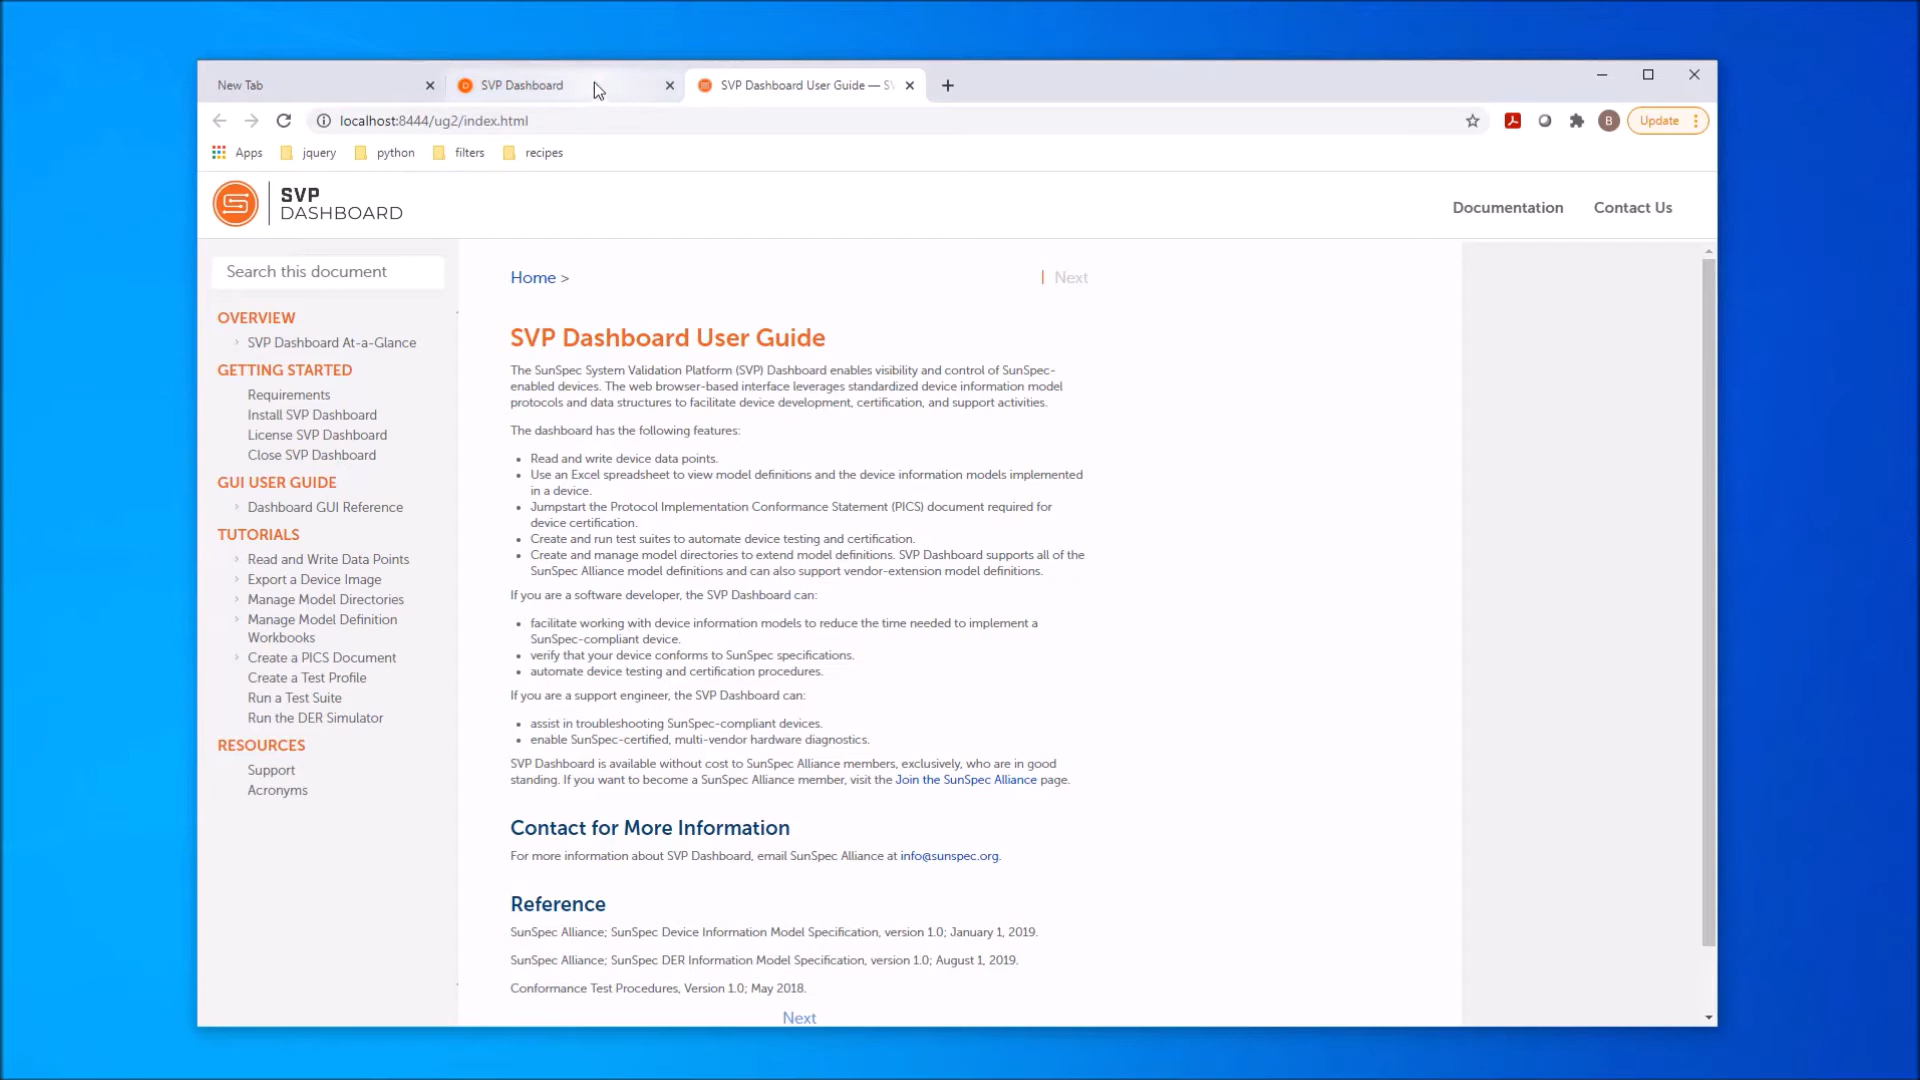 New Tab
SVP Dashboard
SVP Dashboard User Guide — SV
localhost:8444/ug2/index.html
B
Update
Apps
jquery
python
filters
recipes
SVP
DASHBOARD
Documentation
Contact Us
Search this document
OVERVIEW
SVP Dashboard At-a-Glance
GETTING STARTED
Requirements
Install SVP Dashboard
License SVP Dashboard
Close SVP Dashboard
GUI USER GUIDE
Dashboard GUI Reference
TUTORIALS
Read and Write Data Points
Export a Device Image
Manage Model Directories
Manage Model Definition
Workbooks
Create a PICS Document
Create a Test Profile
Run a Test Suite
Run the DER Simulator
RESOURCES
Support
Acronyms
Home >
| Next
SVP Dashboard User Guide
The SunSpec System Validation Platform (SVP) Dashboard enables visibility and control of SunSpec-
enabled devices. The web browser-based interface leverages standardized device information model
protocols and data structures to facilitate device development, certification, and support activities.
The dashboard has the following features:
• Read and write device data points.
• Use an Excel spreadsheet to view model definitions and the device information models implemented
in a device.
• Jumpstart the Protocol Implementation Conformance Statement (PICS) document required for
device certification.
• Create and run test suites to automate device testing and certification.
• Create and manage model directories to extend model definitions. SVP Dashboard supports all of the
SunSpec Alliance model definitions and can also support vendor-extension model definitions.
If you are a software developer, the SVP Dashboard can:
• facilitate working with device information models to reduce the time needed to implement a
SunSpec-compliant device.
• verify that your device conforms to SunSpec specifications.
• automate device testing and certification procedures.
If you are a support engineer, the SVP Dashboard can:
• assist in troubleshooting SunSpec-compliant devices.
• enable SunSpec-certified, multi-vendor hardware diagnostics.
SVP Dashboard is available without cost to SunSpec Alliance members, exclusively, who are in good
standing. If you want to become a SunSpec Alliance member, visit the Join the SunSpec Alliance page.
Contact for More Information
For more information about SVP Dashboard, email SunSpec Alliance at info@sunspec.org.
Reference
SunSpec Alliance; SunSpec Device Information Model Specification, version 1.0; January 1, 2019.
SunSpec Alliance; SunSpec DER Information Model Specification, version 1.0; August 1, 2019.
Conformance Test Procedures, Version 1.0; May 2018.
Next